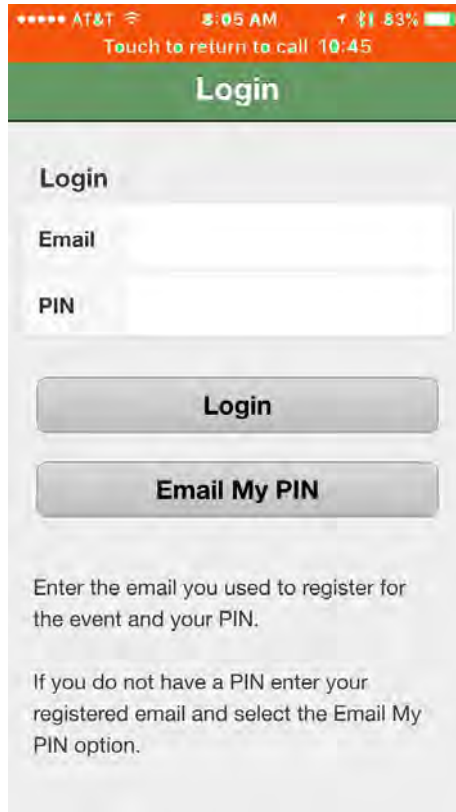 AT&T 8:05 AM 83%
Touch to return to call 10:45
Login
Login
Email
PIN
Login
Email My PIN
Enter the email you used to register for
the event and your PIN.
If you do not have a PIN enter your
registered email and select the Email My
PIN option.